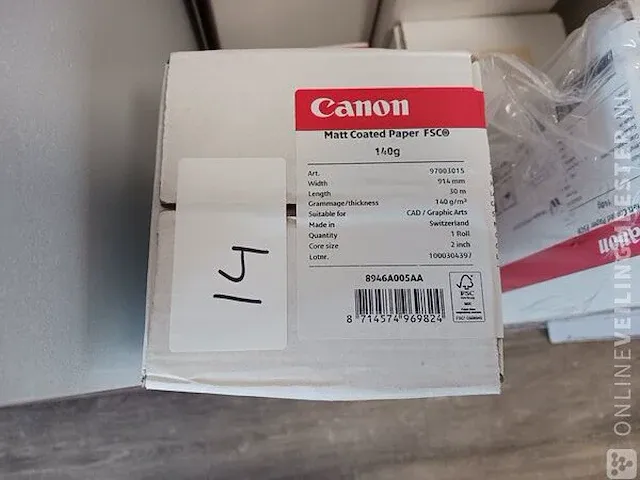 Canon
Matt Coated Paper FSC®
140g
Art. 97003015
Width 914 mm
Length 30 m
Grammage/thickness 140 g/m²
Suitable for CAD / Graphic Arts
Made in Switzerland
Quantity 1 Roll
Core size 2 inch
Lotnr. 1000304397
8946A005AA
FSC
8 714574 969824
14
Canon
ONLINEVEILINGMEESTER.NL